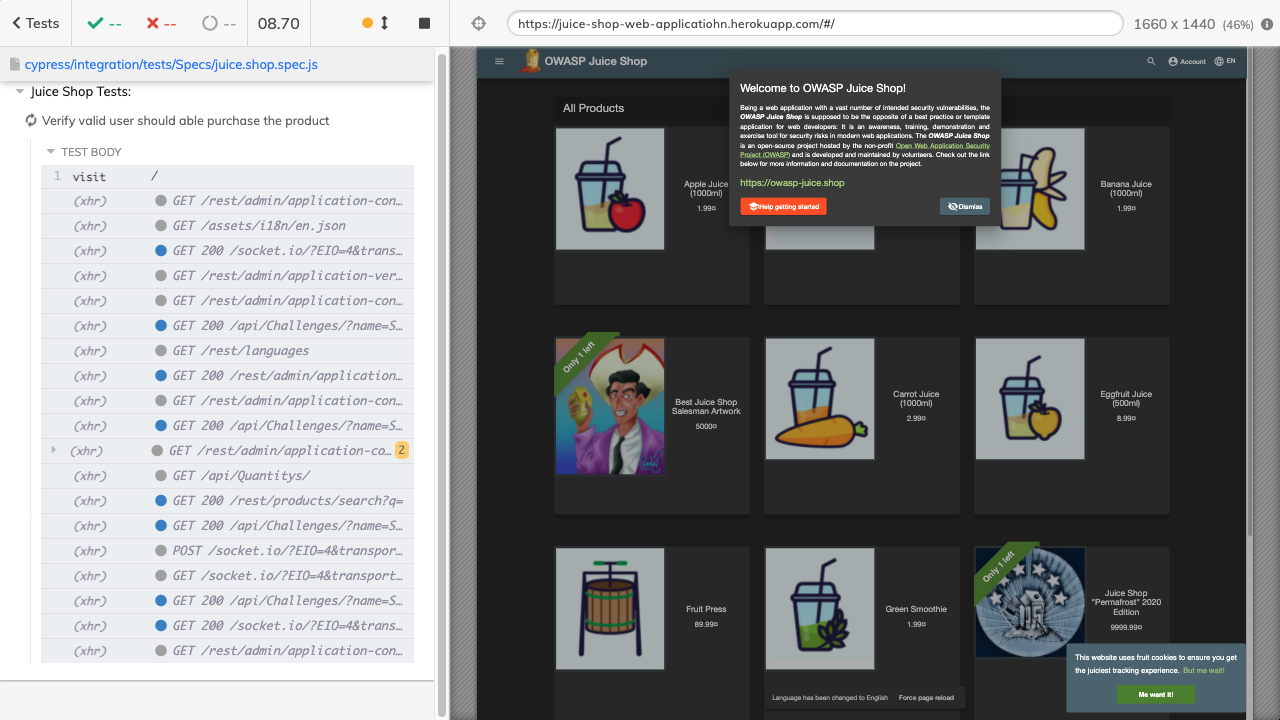 Tests
--
--
--
08.70
https://juice-shop-web-applicatiohn.herokuapp.com/#/
1660 x 1440 (46%)
cypress/integration/tests/Specs/juice.shop.spec.js
Juice Shop Tests:
Verify valid user should able purchase the product
TEST BODY
1 visit /
(xhr) GET /rest/admin/application-con…
(xhr) GET /assets/i18n/en.json
(xhr) GET 200 /socket.io/?EIO=4&trans…
(xhr) GET /rest/admin/application-ver…
(xhr) GET /rest/admin/application-con…
(xhr) GET 200 /api/Challenges/?name=S…
(xhr) GET /rest/languages
(xhr) GET 200 /rest/admin/application…
(xhr) GET /rest/admin/application-con…
(xhr) GET 200 /api/Challenges/?name=S…
(xhr) GET /rest/admin/application-co… 2
(xhr) GET /api/Quantitys/
(xhr) GET 200 /rest/products/search?q=
(xhr) GET 200 /api/Challenges/?name=S…
(xhr) POST /socket.io/?EIO=4&transpor…
(xhr) GET /socket.io/?EIO=4&transport…
(xhr) GET 200 /api/Challenges/?name=S…
(xhr) GET 200 /socket.io/?EIO=4&trans…
(xhr) GET /rest/admin/application-con…
OWASP Juice Shop
Account
EN
All Products
Welcome to OWASP Juice Shop!
Being a web application with a vast number of intended security vulnerabilities, the
OWASP Juice Shop is supposed to be the opposite of a best practice or template
application for web developers: It is an awareness, training, demonstration and
exercise tool for security risks in modern web applications. The OWASP Juice Shop
is an open-source project hosted by the non-profit Open Web Application Security
Project (OWASP) and is developed and maintained by volunteers. Check out the link
below for more information and documentation on the project.
https://owasp-juice.shop
Help getting started
Dismiss
Apple Juice
(1000ml)
1.99¤
Banana Juice
(1000ml)
1.99¤
Only 1 left
Best Juice Shop
Salesman Artwork
5000¤
Carrot Juice
(1000ml)
2.99¤
Eggfruit Juice
(500ml)
8.99¤
Fruit Press
89.99¤
Green Smoothie
1.99¤
Only 1 left
Juice Shop
"Permafrost" 2020
Edition
9999.99¤
Language has been changed to English
Force page reload
This website uses fruit cookies to ensure you get
the juiciest tracking experience. But me wait!
Me want it!